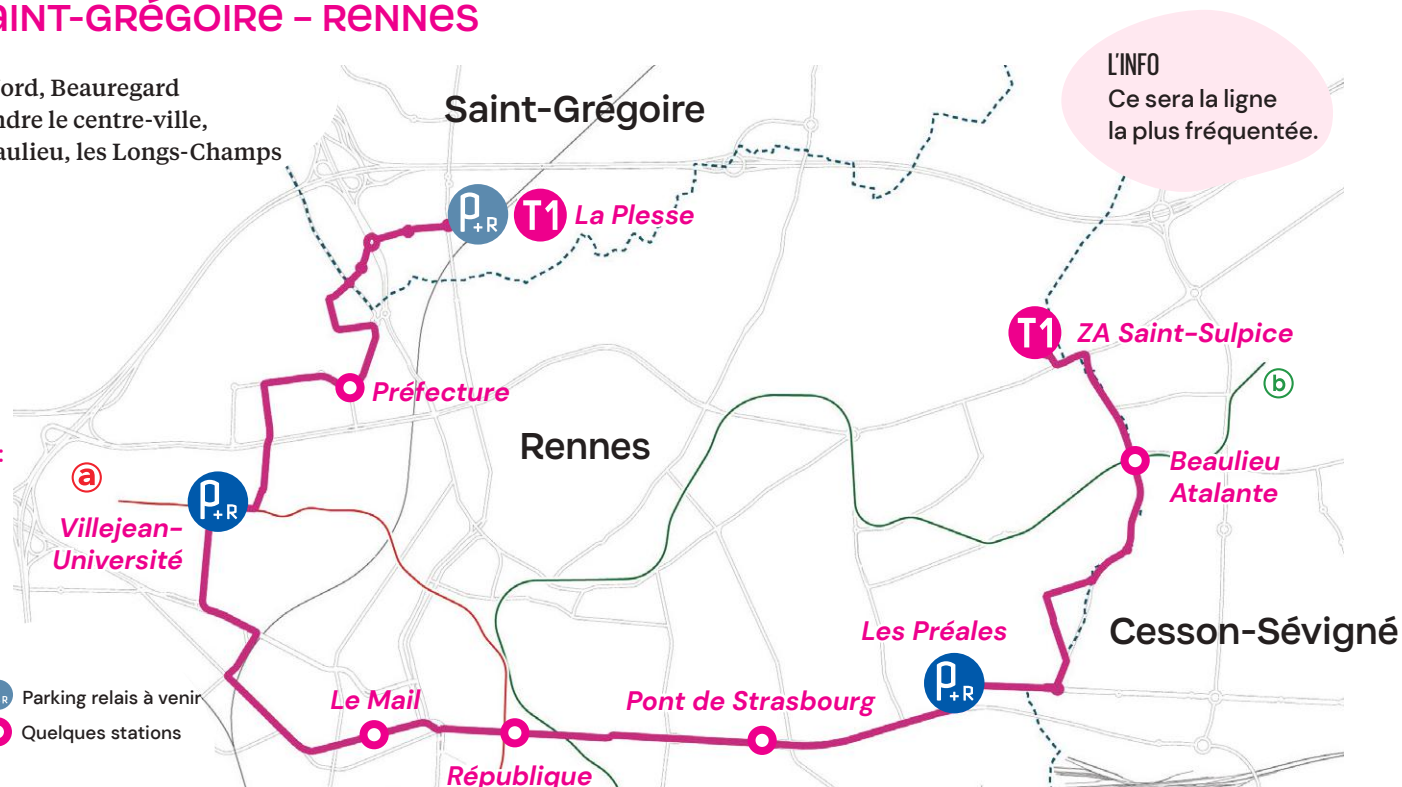 AINT-GRÉGOIRE – RENNES
ord, Beauregard
ndre le centre-ville,
aulieu, les Longs-Champs
L'INFO
Ce sera la ligne
la plus fréquentée.
Saint-Grégoire
P+R T1 La Plesse
T1 ZA Saint-Sulpice
b
Préfecture
Rennes
:
a
P+R
Villejean-
Université
Beaulieu
Atalante
Les Préales
P+R
Cesson-Sévigné
R Parking relais à venir
Quelques stations
Le Mail
Pont de Strasbourg
République